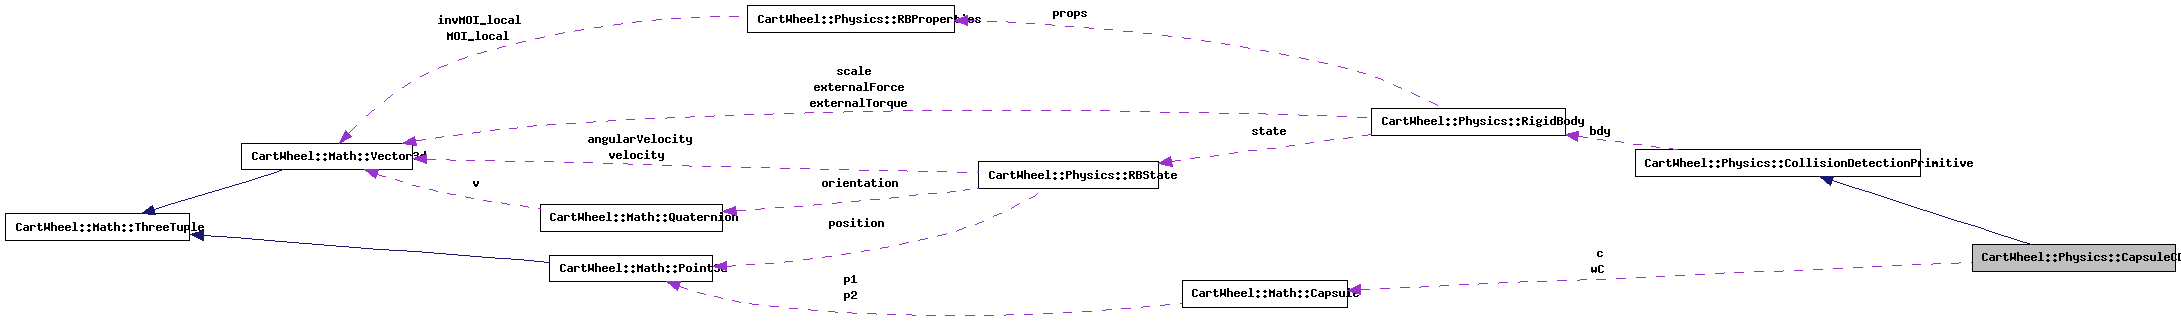 invMOI_local
MOI_local
CartWheel::Physics::RBProperties
props
scale
externalForce
externalTorque
CartWheel::Physics::RigidBody
bdy
state
angularVelocity
velocity
CartWheel::Math::Vector3d
CartWheel::Physics::CollisionDetectionPrimitive
CartWheel::Physics::RBState
v
orientation
CartWheel::Math::Quaternion
CartWheel::Math::ThreeTuple
position
CartWheel::Math::Point3d
c
wC
CartWheel::Physics::CapsuleCD
p1
p2
CartWheel::Math::Capsule